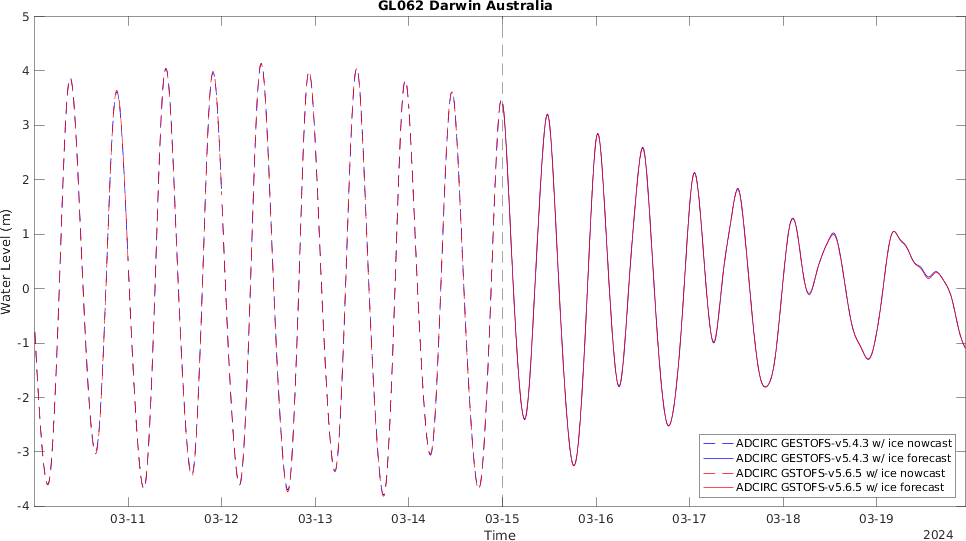 GL062 Darwin Australia
5
4
3
2
1
0
-1
-2
-3
-4
Water Level (m)
03-11 03-12 03-13 03-14 03-15 03-16 03-17 03-18 03-19
Time
2024
ADCIRC GESTOFS-v5.4.3 w/ ice nowcast
ADCIRC GESTOFS-v5.4.3 w/ ice forecast
ADCIRC GSTOFS-v5.6.5 w/ ice nowcast
ADCIRC GSTOFS-v5.6.5 w/ ice forecast